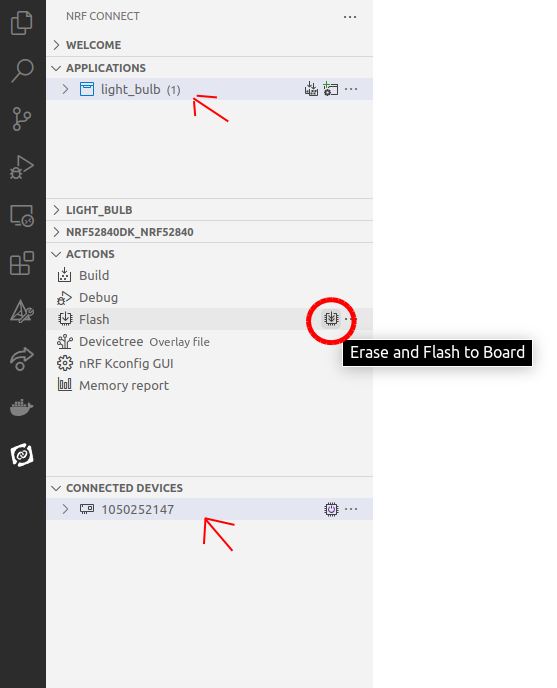 NRF CONNECT
WELCOME
APPLICATIONS
light_bulb (1)
LIGHT_BULB
NRF52840DK_NRF52840
ACTIONS
Build
Debug
Flash
Erase and Flash to Board
Devicetree Overlay file
nRF Kconfig GUI
Memory report
CONNECTED DEVICES
1050252147